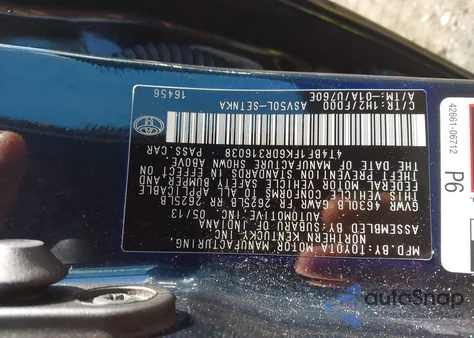 MFD.BY:TOYOTA MOTOR MANUFACTURING
NORTHERN KENTUCKY, INC.
ASSEMBLED BY:SUBARU OF INDIANA
AUTOMOTIVE INC. 05/13
GVWR 4630LB GAWR FR 2625LB RR 2625LB
THIS VEHICLE CONFORMS TO ALL APPLICABLE
FEDERAL MOTOR VEHICLE SAFETY, BUMPER AND
THEFT PREVENTION STANDARDS IN EFFECT ON
THE DATE OF MANUFACTURE SHOWN ABOVE.
4T4BF1FK6DR316038 PASS.CAR
C/TR:1H2/FD00 ASV50L-SETNKA
A/TM:-01A/U760E 16456
42661-06712
P6
autoSnap